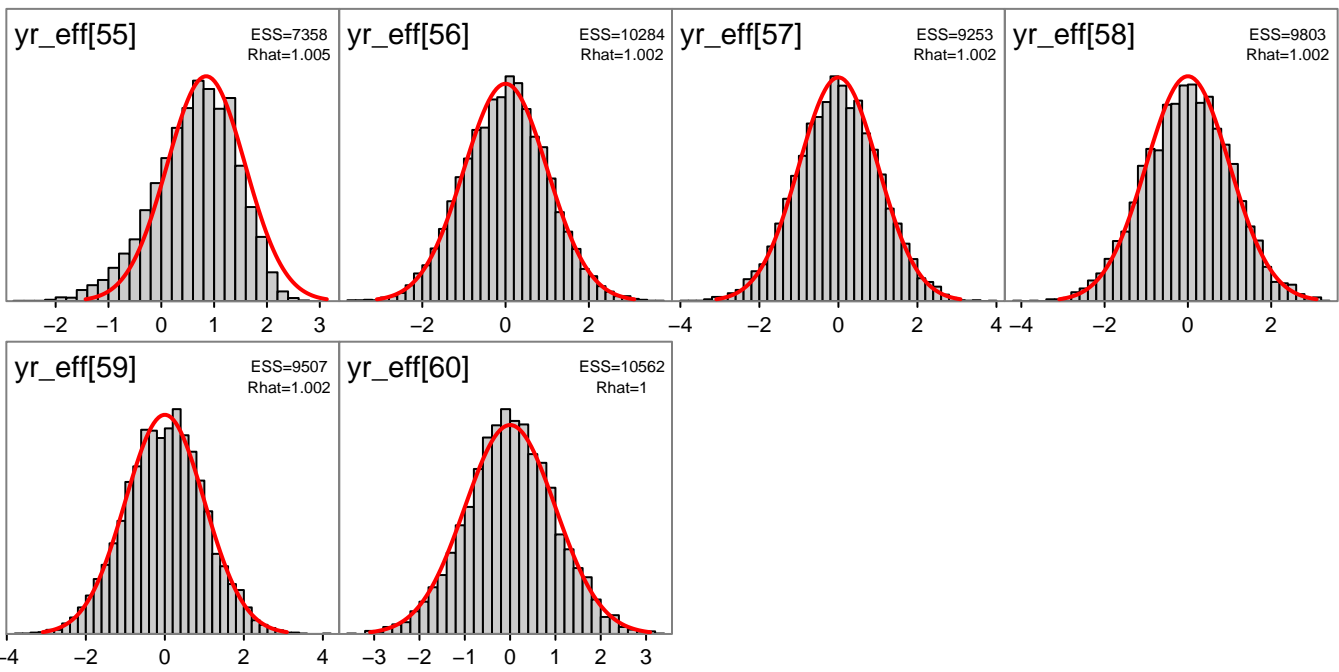 yr_eff[55]
ESS=7358
Rhat=1.005
−2 −1 0 1 2 3
yr_eff[56]
ESS=10284
Rhat=1.002
−2 0 2
yr_eff[57]
ESS=9253
Rhat=1.002
−4 −2 0 2 4
yr_eff[58]
ESS=9803
Rhat=1.002
−4 −2 0 2
yr_eff[59]
ESS=9507
Rhat=1.002
−4 −2 0 2 4
yr_eff[60]
ESS=10562
Rhat=1
−3 −2 −1 0 1 2 3